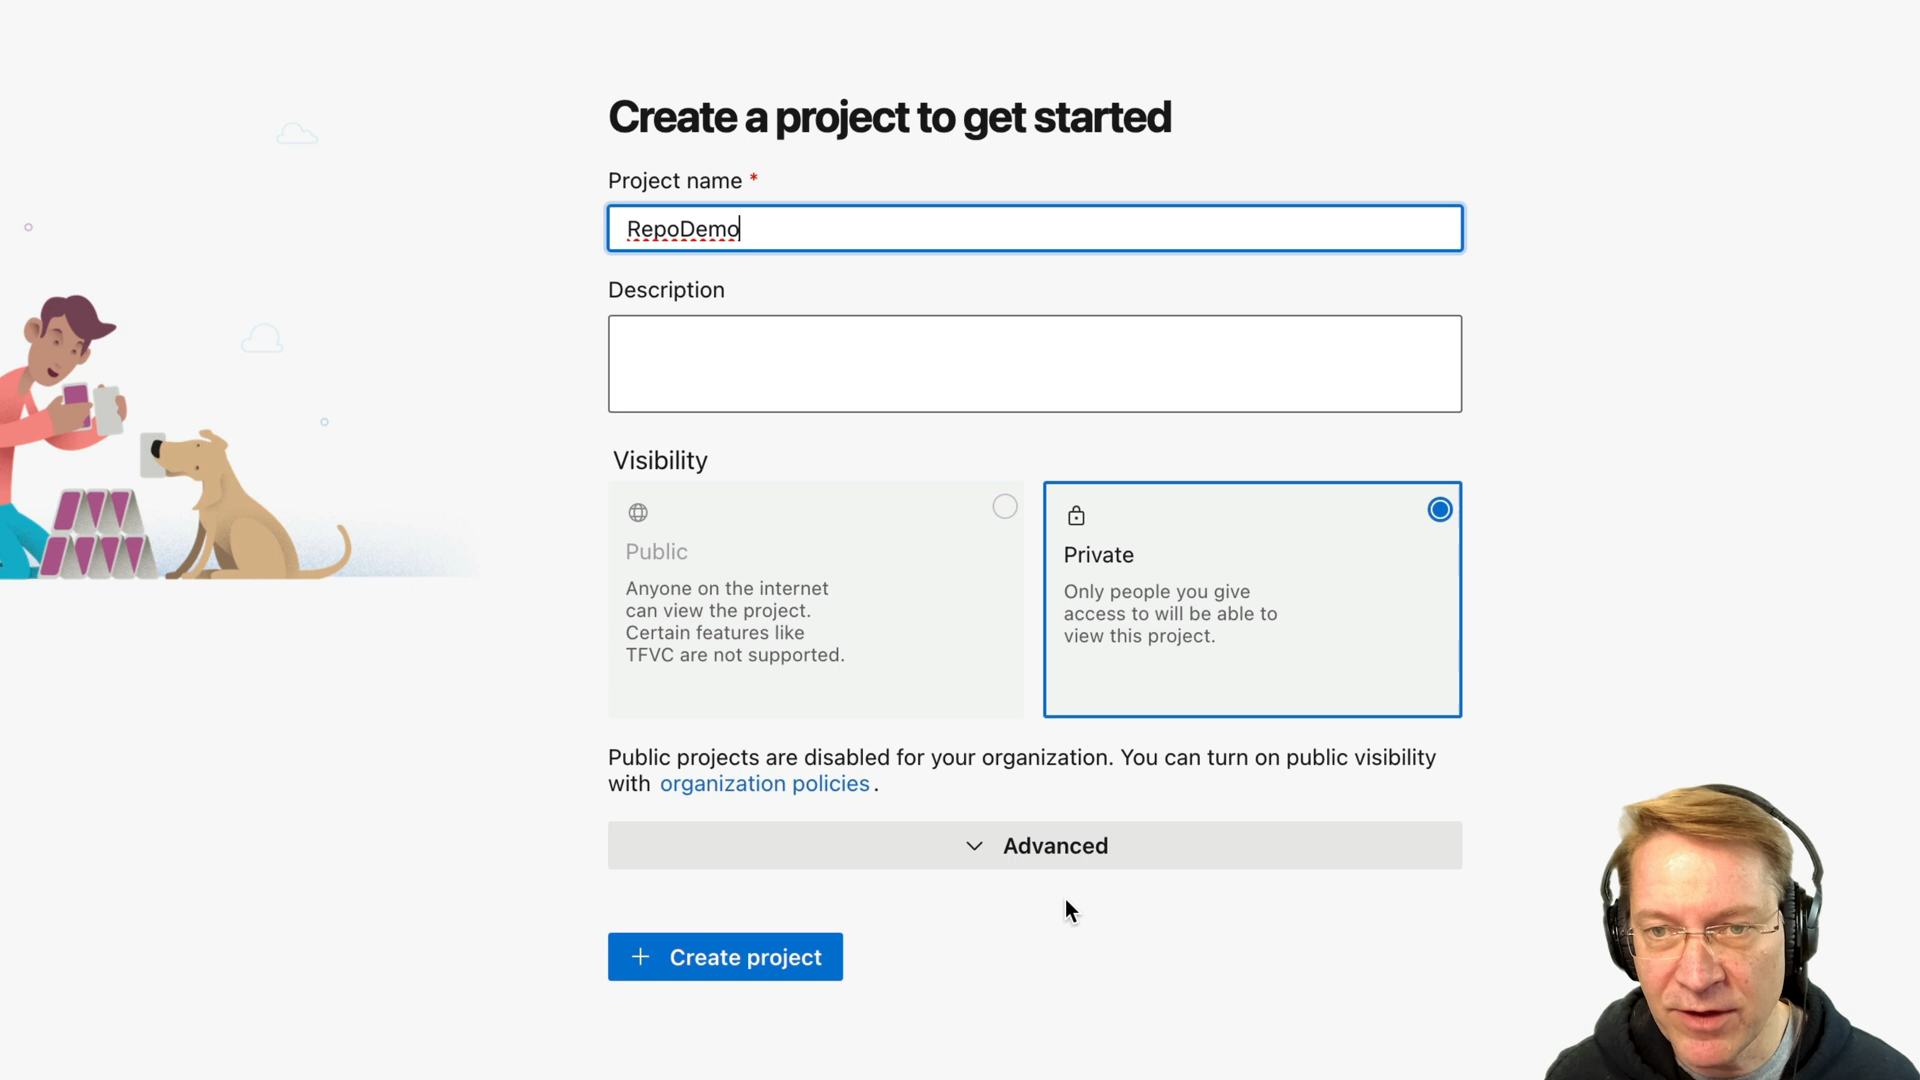 Create a project to get started
Project name *
RepoDemo
Description
Visibility
Public
Anyone on the internet
can view the project.
Certain features like
TFVC are not supported.
Private
Only people you give
access to will be able to
view this project.
Public projects are disabled for your organization. You can turn on public visibility
with organization policies.
Advanced
+ Create project